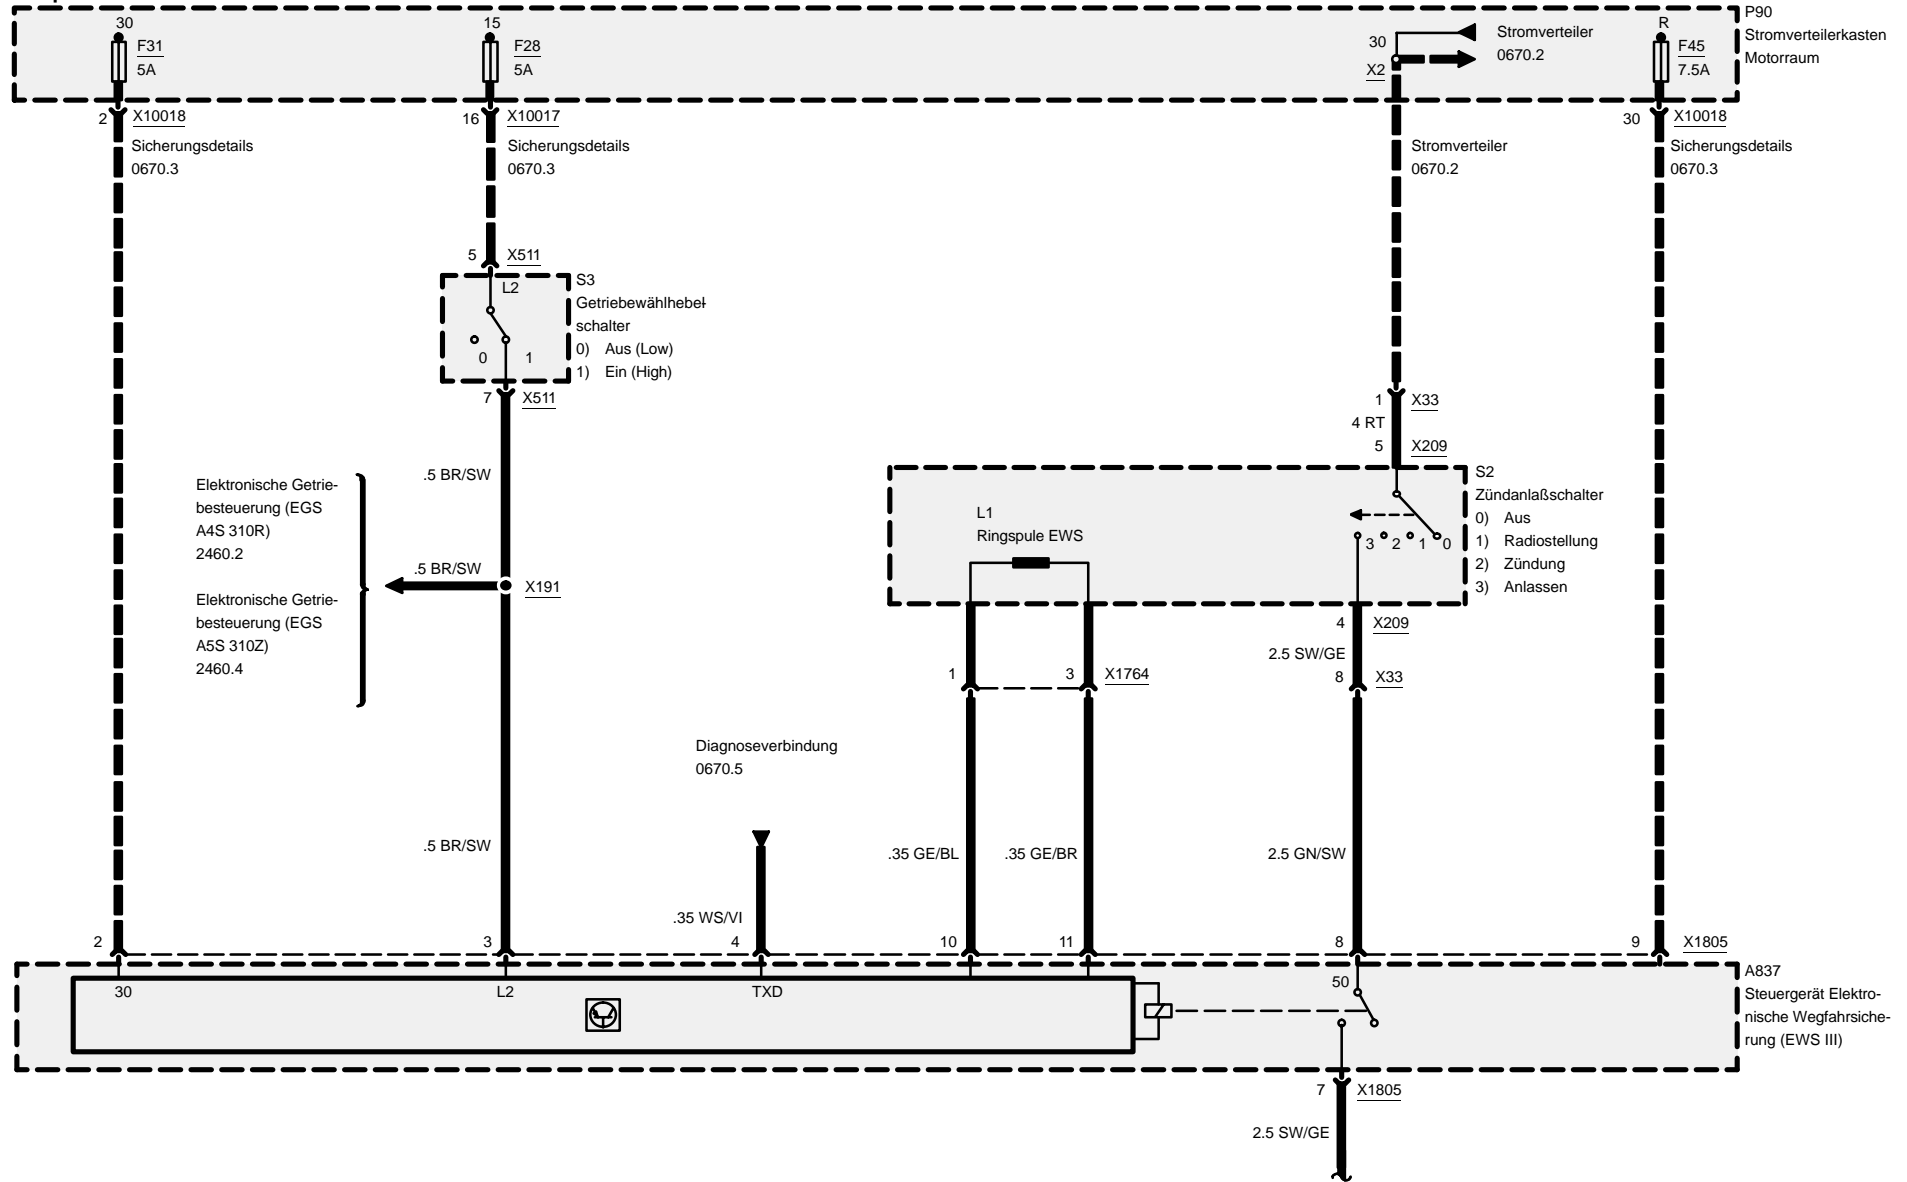 30
F31
5A
15
F28
5A
30
X2
Stromverteiler
0670.2
R
F45
7.5A
P90
Stromverteilerkasten
Motorraum
2 X10018
Sicherungsdetails
0670.3
16 X10017
Sicherungsdetails
0670.3
Stromverteiler
0670.2
30 X10018
Sicherungsdetails
0670.3
5 X511
L2
0 1
S3
Getriebewählhebel-
schalter
0) Aus (Low)
1) Ein (High)
7 X511
1 X33
4 RT
5 X209
.5 BR/SW
Elektronische Getrie-
besteuerung (EGS
A4S 310R)
2460.2
Elektronische Getrie-
besteuerung (EGS
A5S 310Z)
2460.4
.5 BR/SW
X191
L1
Ringspule EWS
3 2 1 0
S2
Zündanlaßschalter
0) Aus
1) Radiostellung
2) Zündung
3) Anlassen
4 X209
2.5 SW/GE
8 X33
1 3 X1764
Diagnoseverbindung
0670.5
.5 BR/SW
.35 WS/VI
.35 GE/BL
.35 GE/BR
2.5 GN/SW
2 3 4 10 11 8 9 X1805
30 L2 TXD 50
A837
Steuergerät Elektro-
nische Wegfahrsiche-
rung (EWS III)
7 X1805
2.5 SW/GE